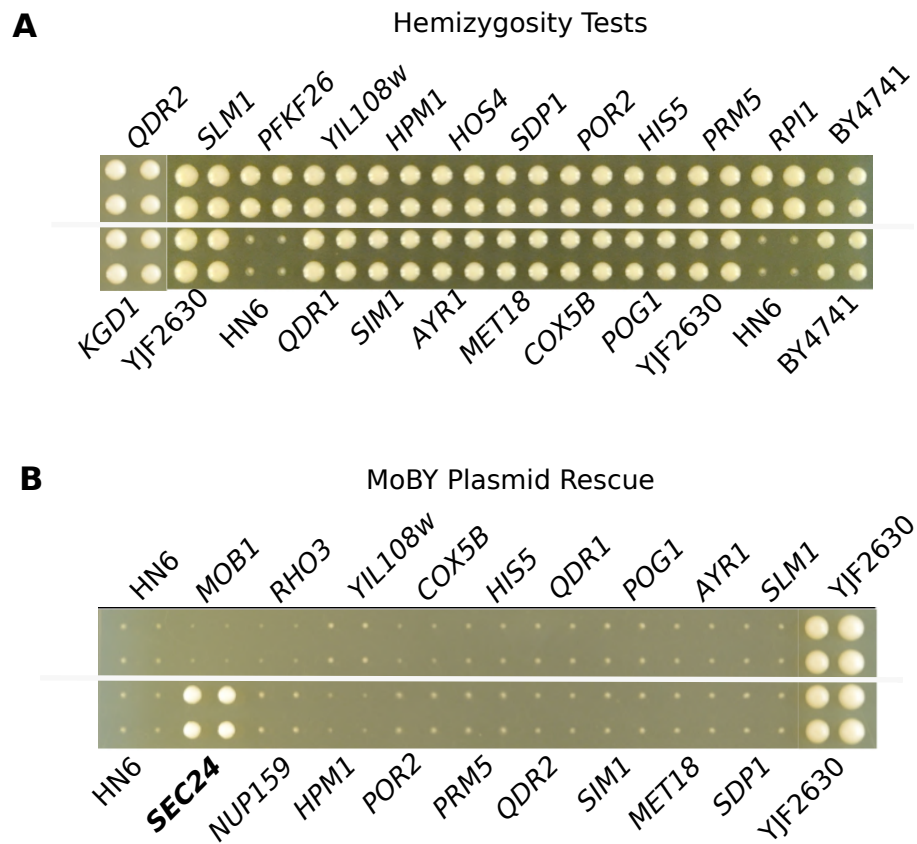 A
Hemizygosity Tests
QDR2
SLM1
PFKF26
YIL108w
HPM1
HOS4
SDP1
POR2
HIS5
PRM5
RPI1
BY4741
KGD1
YJF2630
HN6
QDR1
SIM1
AYR1
MET18
COX5B
POG1
YJF2630
HN6
BY4741
B
MoBY Plasmid Rescue
HN6
MOB1
RHO3
YIL108w
COX5B
HIS5
QDR1
POG1
AYR1
SLM1
YJF2630
HN6
SEC24
NUP159
HPM1
POR2
PRM5
QDR2
SIM1
MET18
SDP1
YJF2630